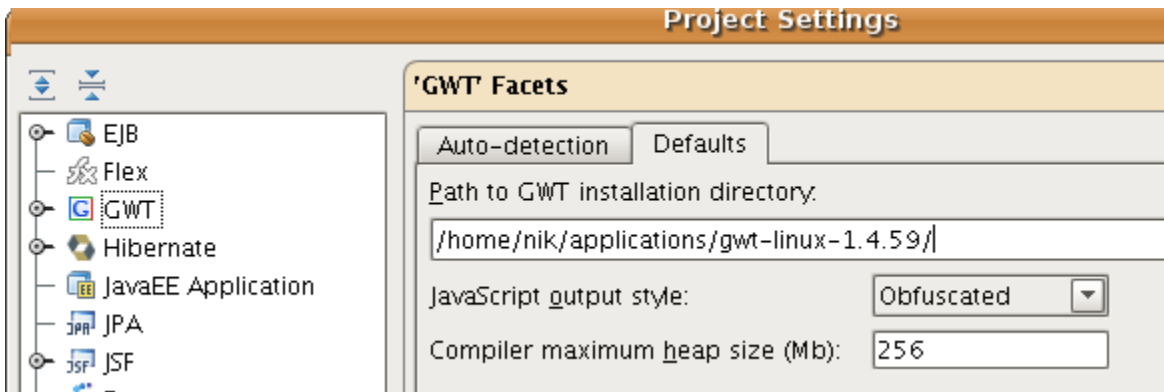 Project Settings
'GWT' Facets
EJB
Flex
GWT
Hibernate
JavaEE Application
JPA
JSF
Auto-detection
Defaults
Path to GWT installation directory:
/home/nik/applications/gwt-linux-1.4.59/
JavaScript output style:
Obfuscated
Compiler maximum heap size (Mb):
256